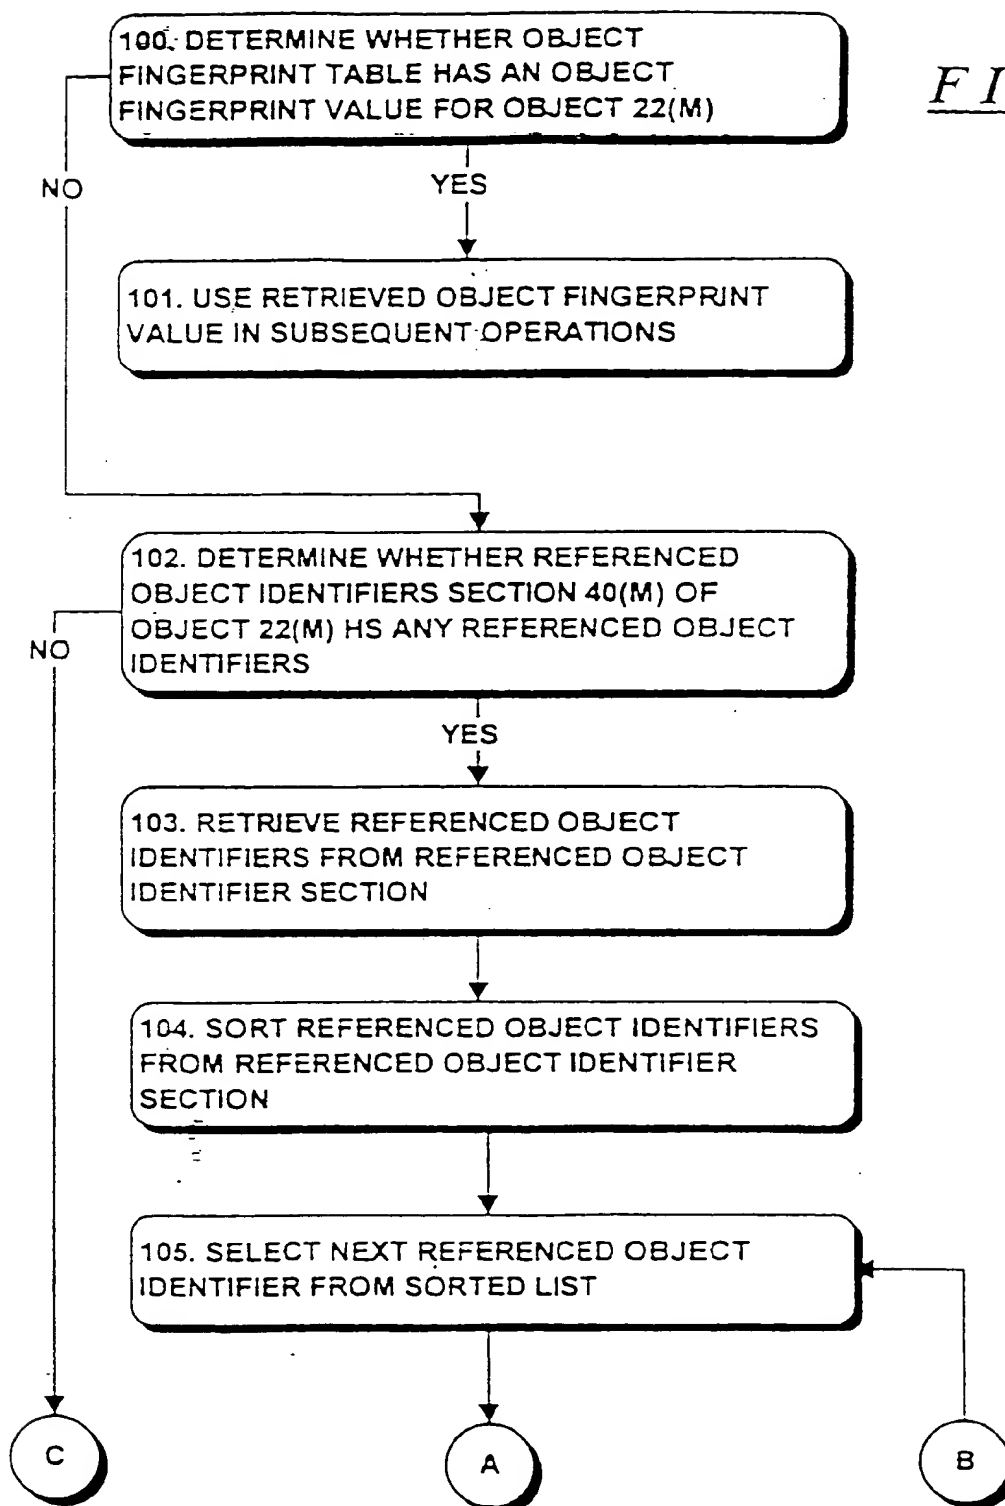 100. DETERMINE WHETHER OBJECT
FINGERPRINT TABLE HAS AN OBJECT
FINGERPRINT VALUE FOR OBJECT 22(M)
F I
NO
YES
101. USE RETRIEVED OBJECT FINGERPRINT
VALUE IN SUBSEQUENT OPERATIONS
102. DETERMINE WHETHER REFERENCED
OBJECT IDENTIFIERS SECTION 40(M) OF
OBJECT 22(M) HS ANY REFERENCED OBJECT
IDENTIFIERS
NO
YES
103. RETRIEVE REFERENCED OBJECT
IDENTIFIERS FROM REFERENCED OBJECT
IDENTIFIER SECTION
104. SORT REFERENCED OBJECT IDENTIFIERS
FROM REFERENCED OBJECT IDENTIFIER
SECTION
105. SELECT NEXT REFERENCED OBJECT
IDENTIFIER FROM SORTED LIST
C
A
B